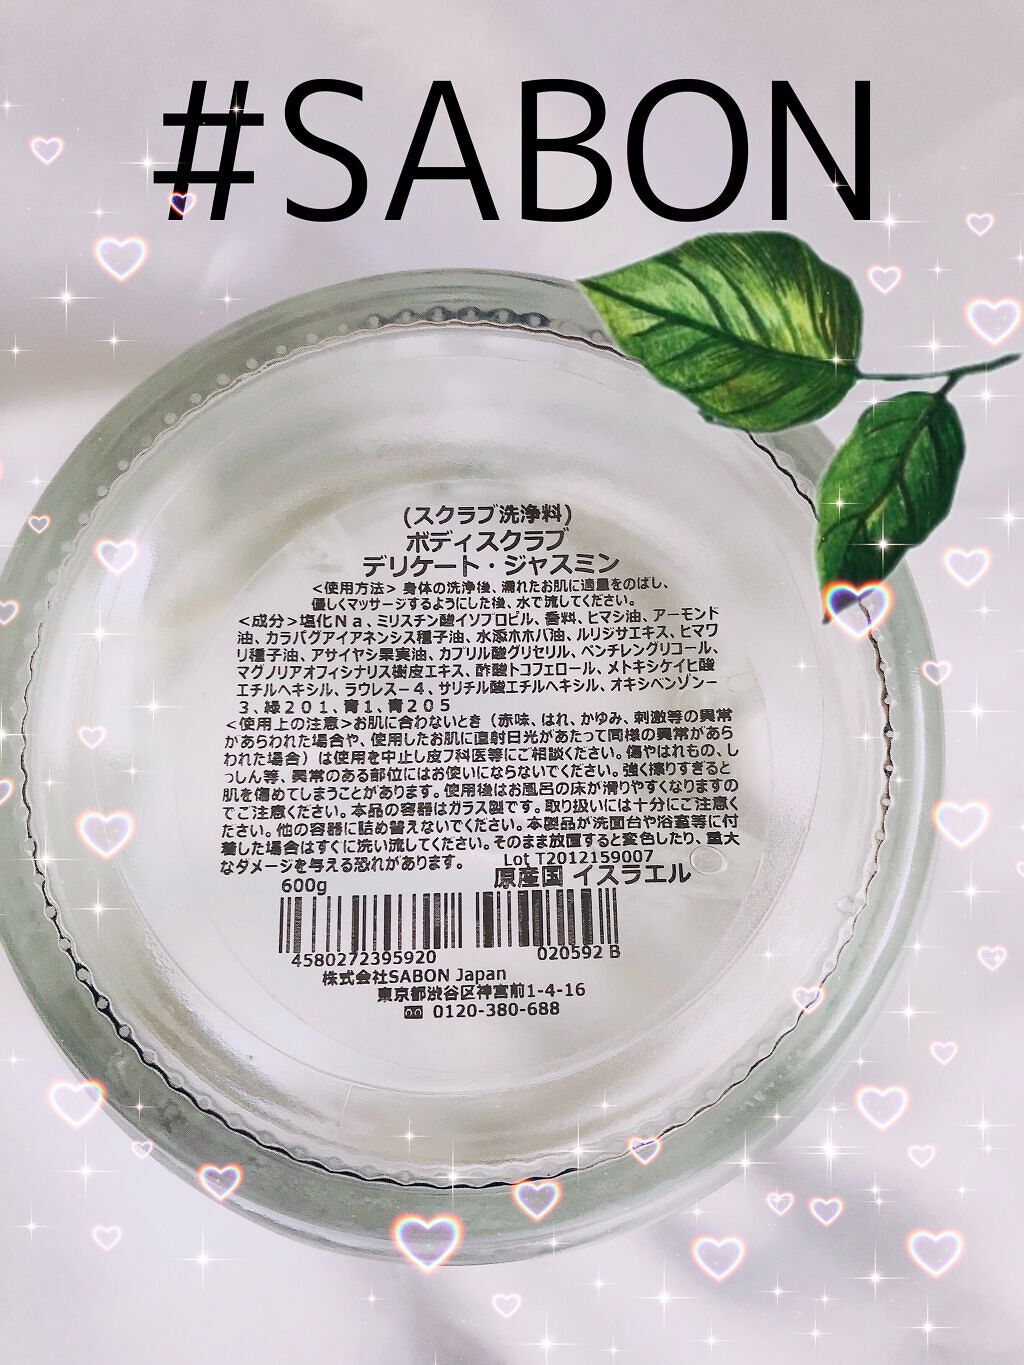 #SABON
(スクラブ洗浄料)
ボディスクラブ
デリケート・ジャスミン
<使用方法> 身体の洗浄後、濡れたお肌に適量をのばし、
優しくマッサージするようにした後、水で流してください。
<成分>塩化Na、ミリスチン酸イソプロピル、香料、ヒマシ油、アーモンド
油、カラパグアイアネンシス種子油、水添ホホバ油、ルリジサエキス、ヒマワ
リ種子油、アサイヤシ果実油、カプリル酸グリセリル、ペンチレングリコール、
マグノリアオフィシナリス樹皮エキス、酢酸トコフェロール、メトキシケイヒ酸
エチルヘキシル、ラウレス－4、サリチル酸エチルヘキシル、オキシベンゾン－
3、緑201、青1、青205
<使用上の注意>お肌に合わないとき（赤味、はれ、かゆみ、刺激等の異常
があらわれた場合や、使用したお肌に直射日光があたって同様の異常があら
われた場合）は使用を中止し皮フ科医等にご相談ください。傷やはれもの、し
っしん等、異常のある部位にはお使いにならないでください。強く擦りすぎると
肌を傷めてしまうことがあります。使用後はお風呂の床が滑りやすくなりますの
でご注意ください。本品の容器はガラス製です。取り扱いには十分にご注意く
ださい。他の容器に詰め替えないでください。本製品が洗面台や浴室等に付
着した場合はすぐに洗い流してください。そのまま放置すると変色したり、重大
なダメージを与える恐れがあります。
Lot T2012159007
600g
原産国 イスラエル
4580272395920
020592 B
株式会社SABON Japan
東京都渋谷区神宮前1-4-16
0120-380-688